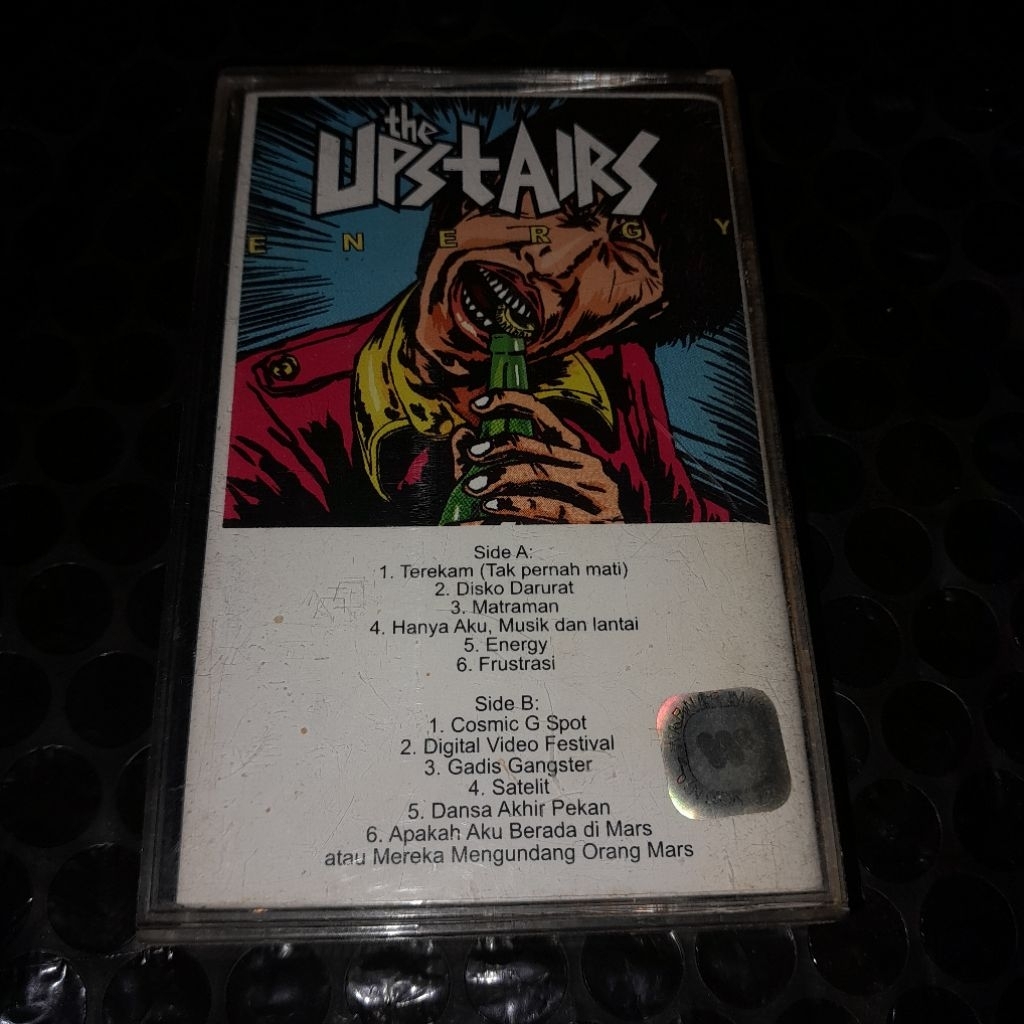 the
UPStAIRS
ENERGY
Side A:
1. Terekam (Tak pernah mati)
2. Disko Darurat
3. Matraman
4. Hanya Aku, Musik dan lantai
5. Energy
6. Frustrasi
Side B:
1. Cosmic G Spot
2. Digital Video Festival
3. Gadis Gangster
4. Satelit
5. Dansa Akhir Pekan
6. Apakah Aku Berada di Mars
atau Mereka Mengundang Orang Mars